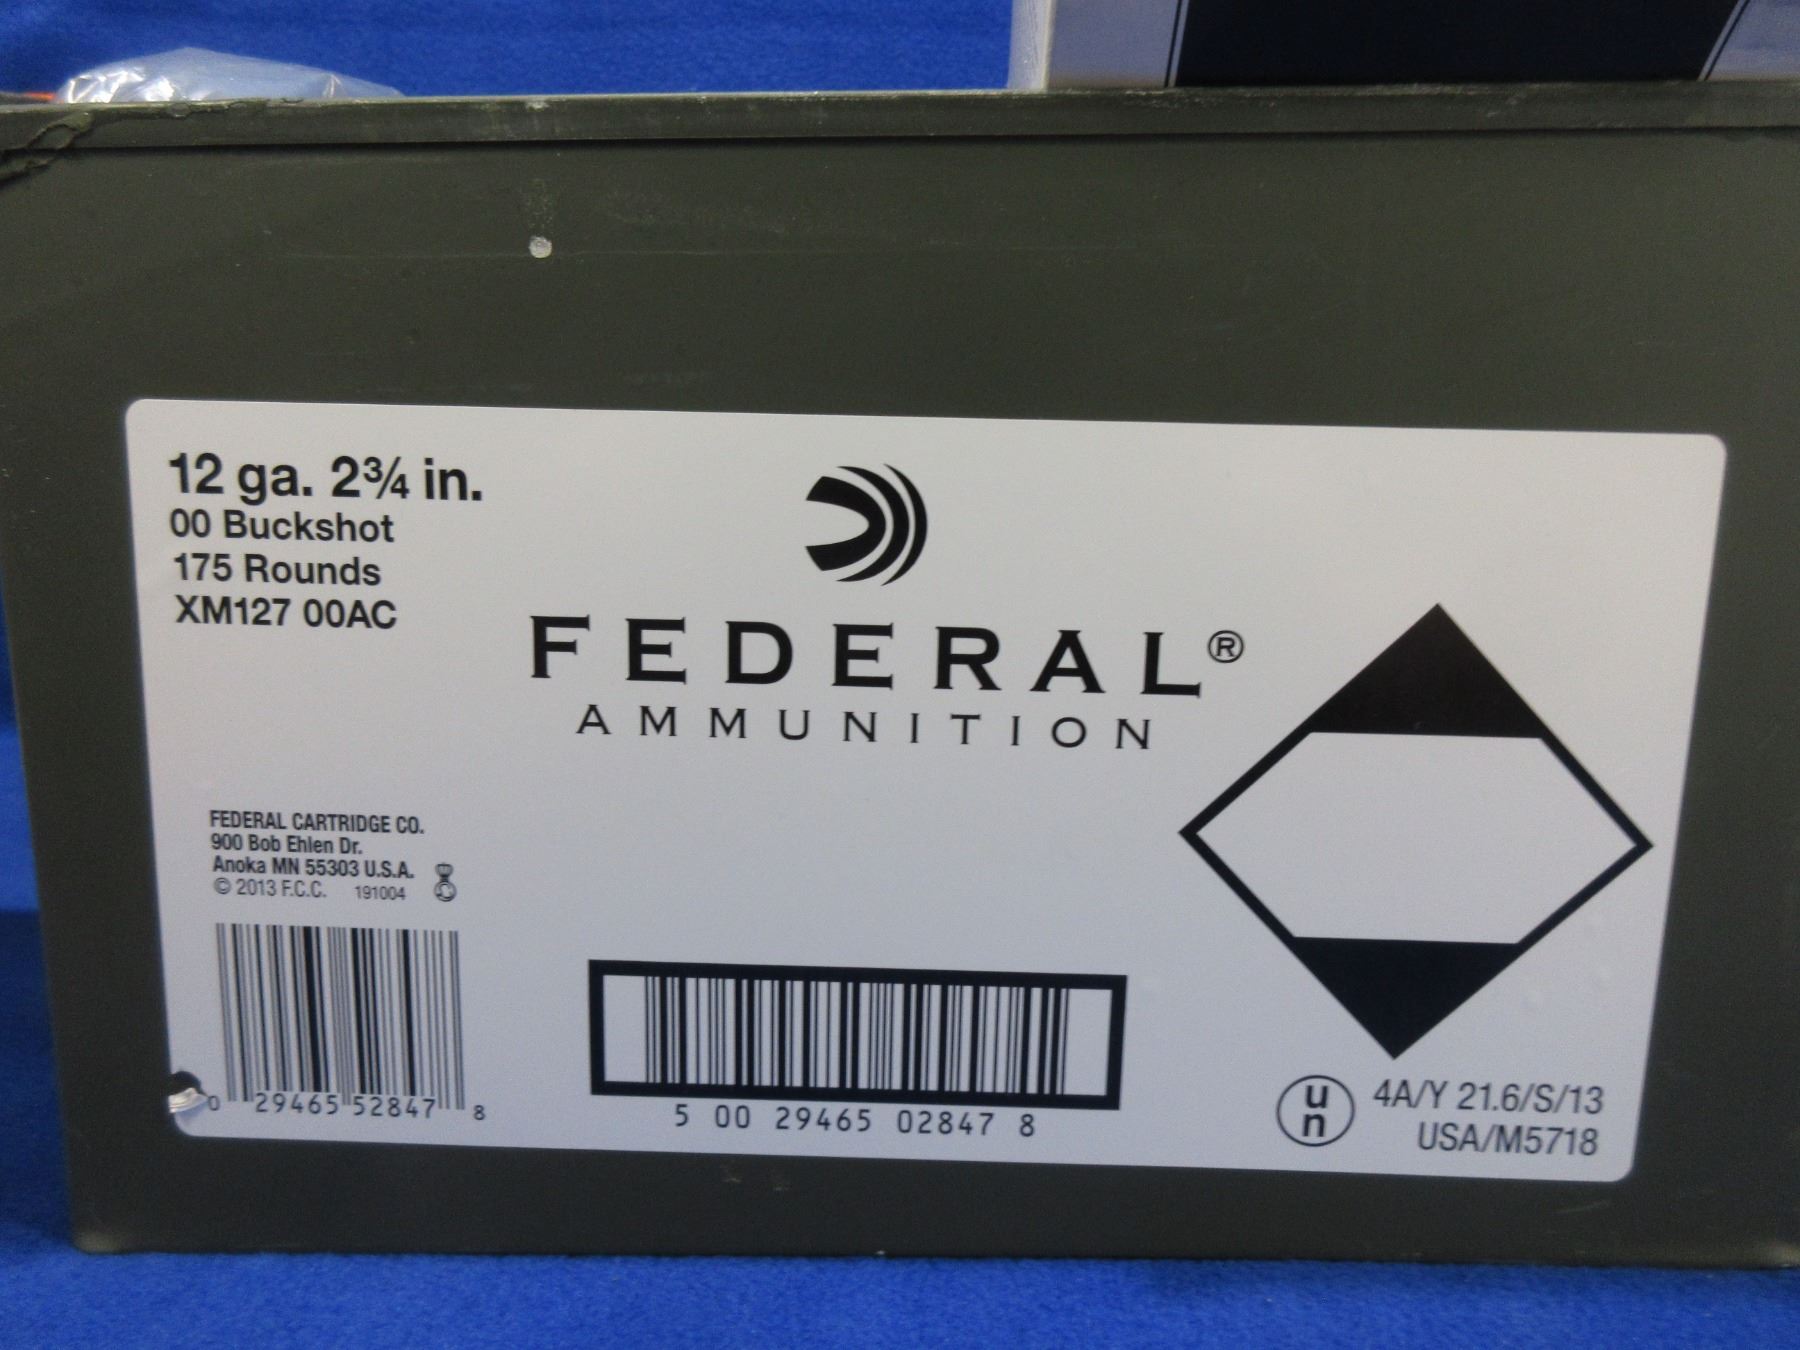 12 ga. 2¾ in.
00 Buckshot
175 Rounds
XM127 00AC
FEDERAL®
AMMUNITION
FEDERAL CARTRIDGE CO.
900 Bob Ehlen Dr.
Anoka MN 55303 U.S.A.
© 2013 F.C.C. 191004
0 29465 52847 8
5 00 29465 02847 8
un
4A/Y 21.6/S/13
USA/M5718